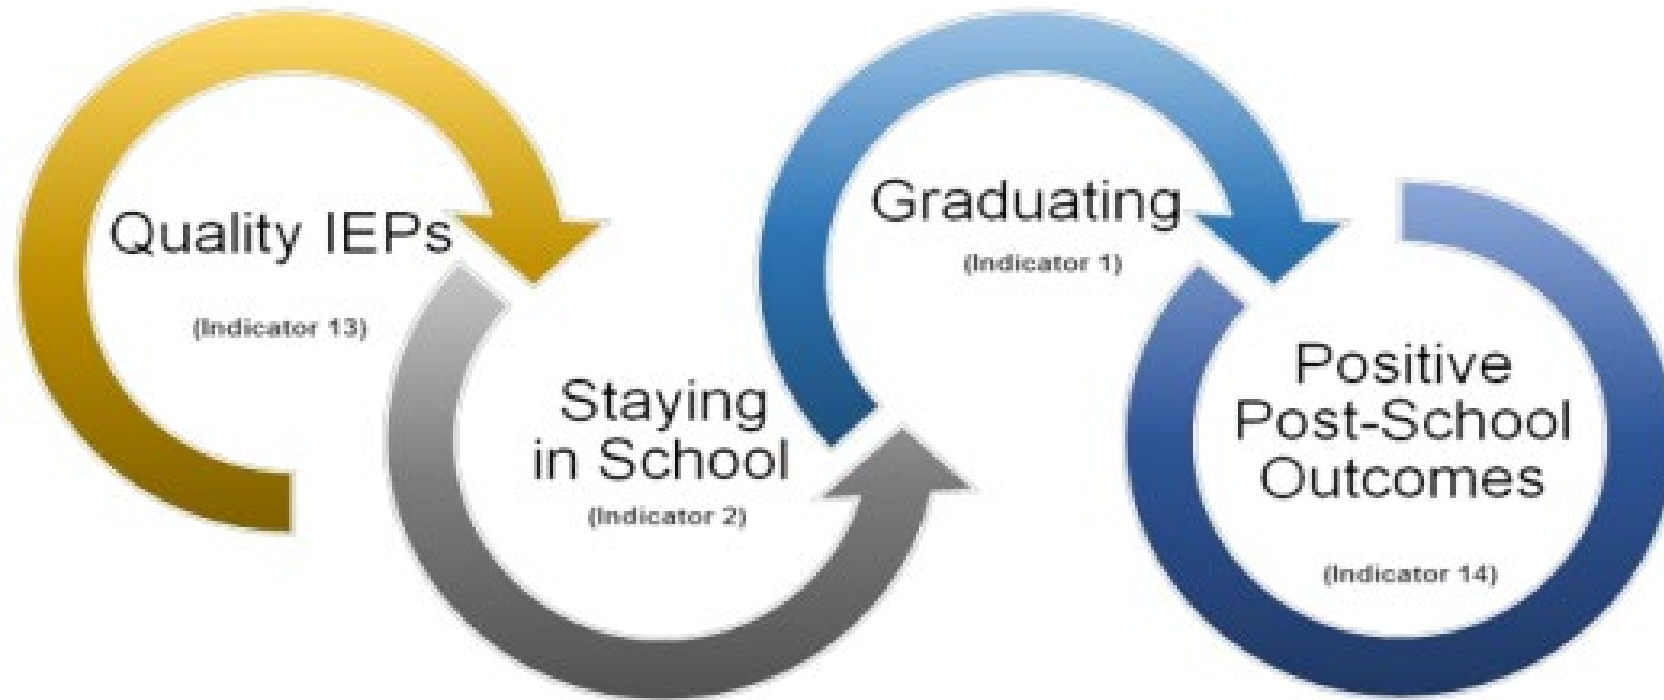 Quality IEPs
(Indicator 13)
Staying
in School
(Indicator 2)
Graduating
(Indicator 1)
Positive
Post-School
Outcomes
(Indicator 14)